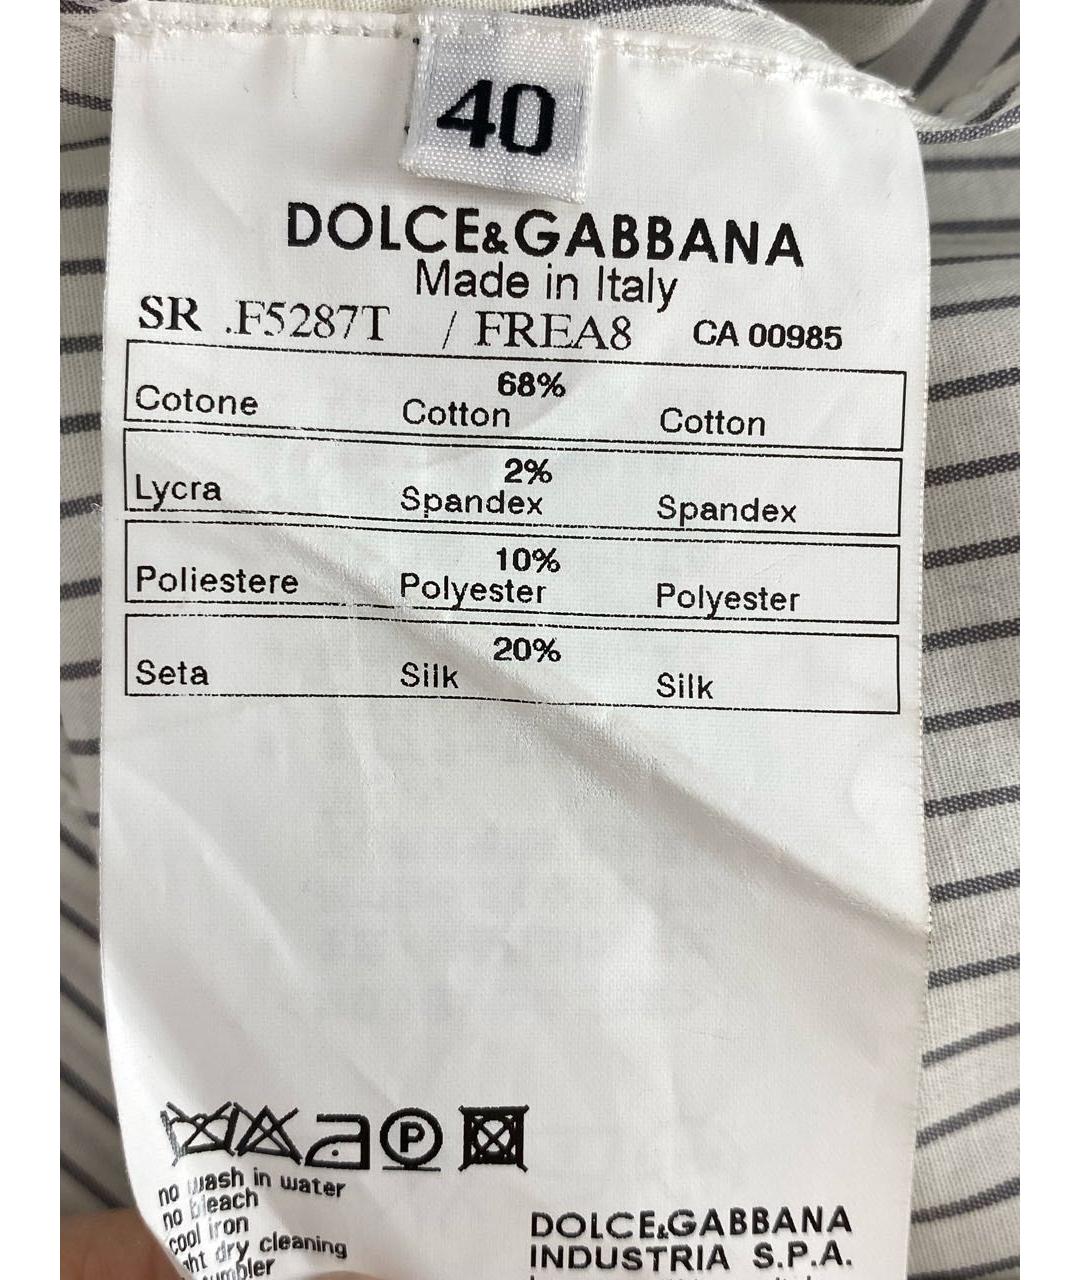 40
DOLCE&GABBANA
Made in Italy
SR .F5287T / FREA8 CA 00985
68%
Cotone Cotton Cotton
2%
Lycra Spandex Spandex
10%
Poliestere Polyester Polyester
20%
Seta Silk Silk
P
no wash in water
no bleach
cool iron
dry cleaning
DOLCE&GABBANA
INDUSTRIA S.P.A.